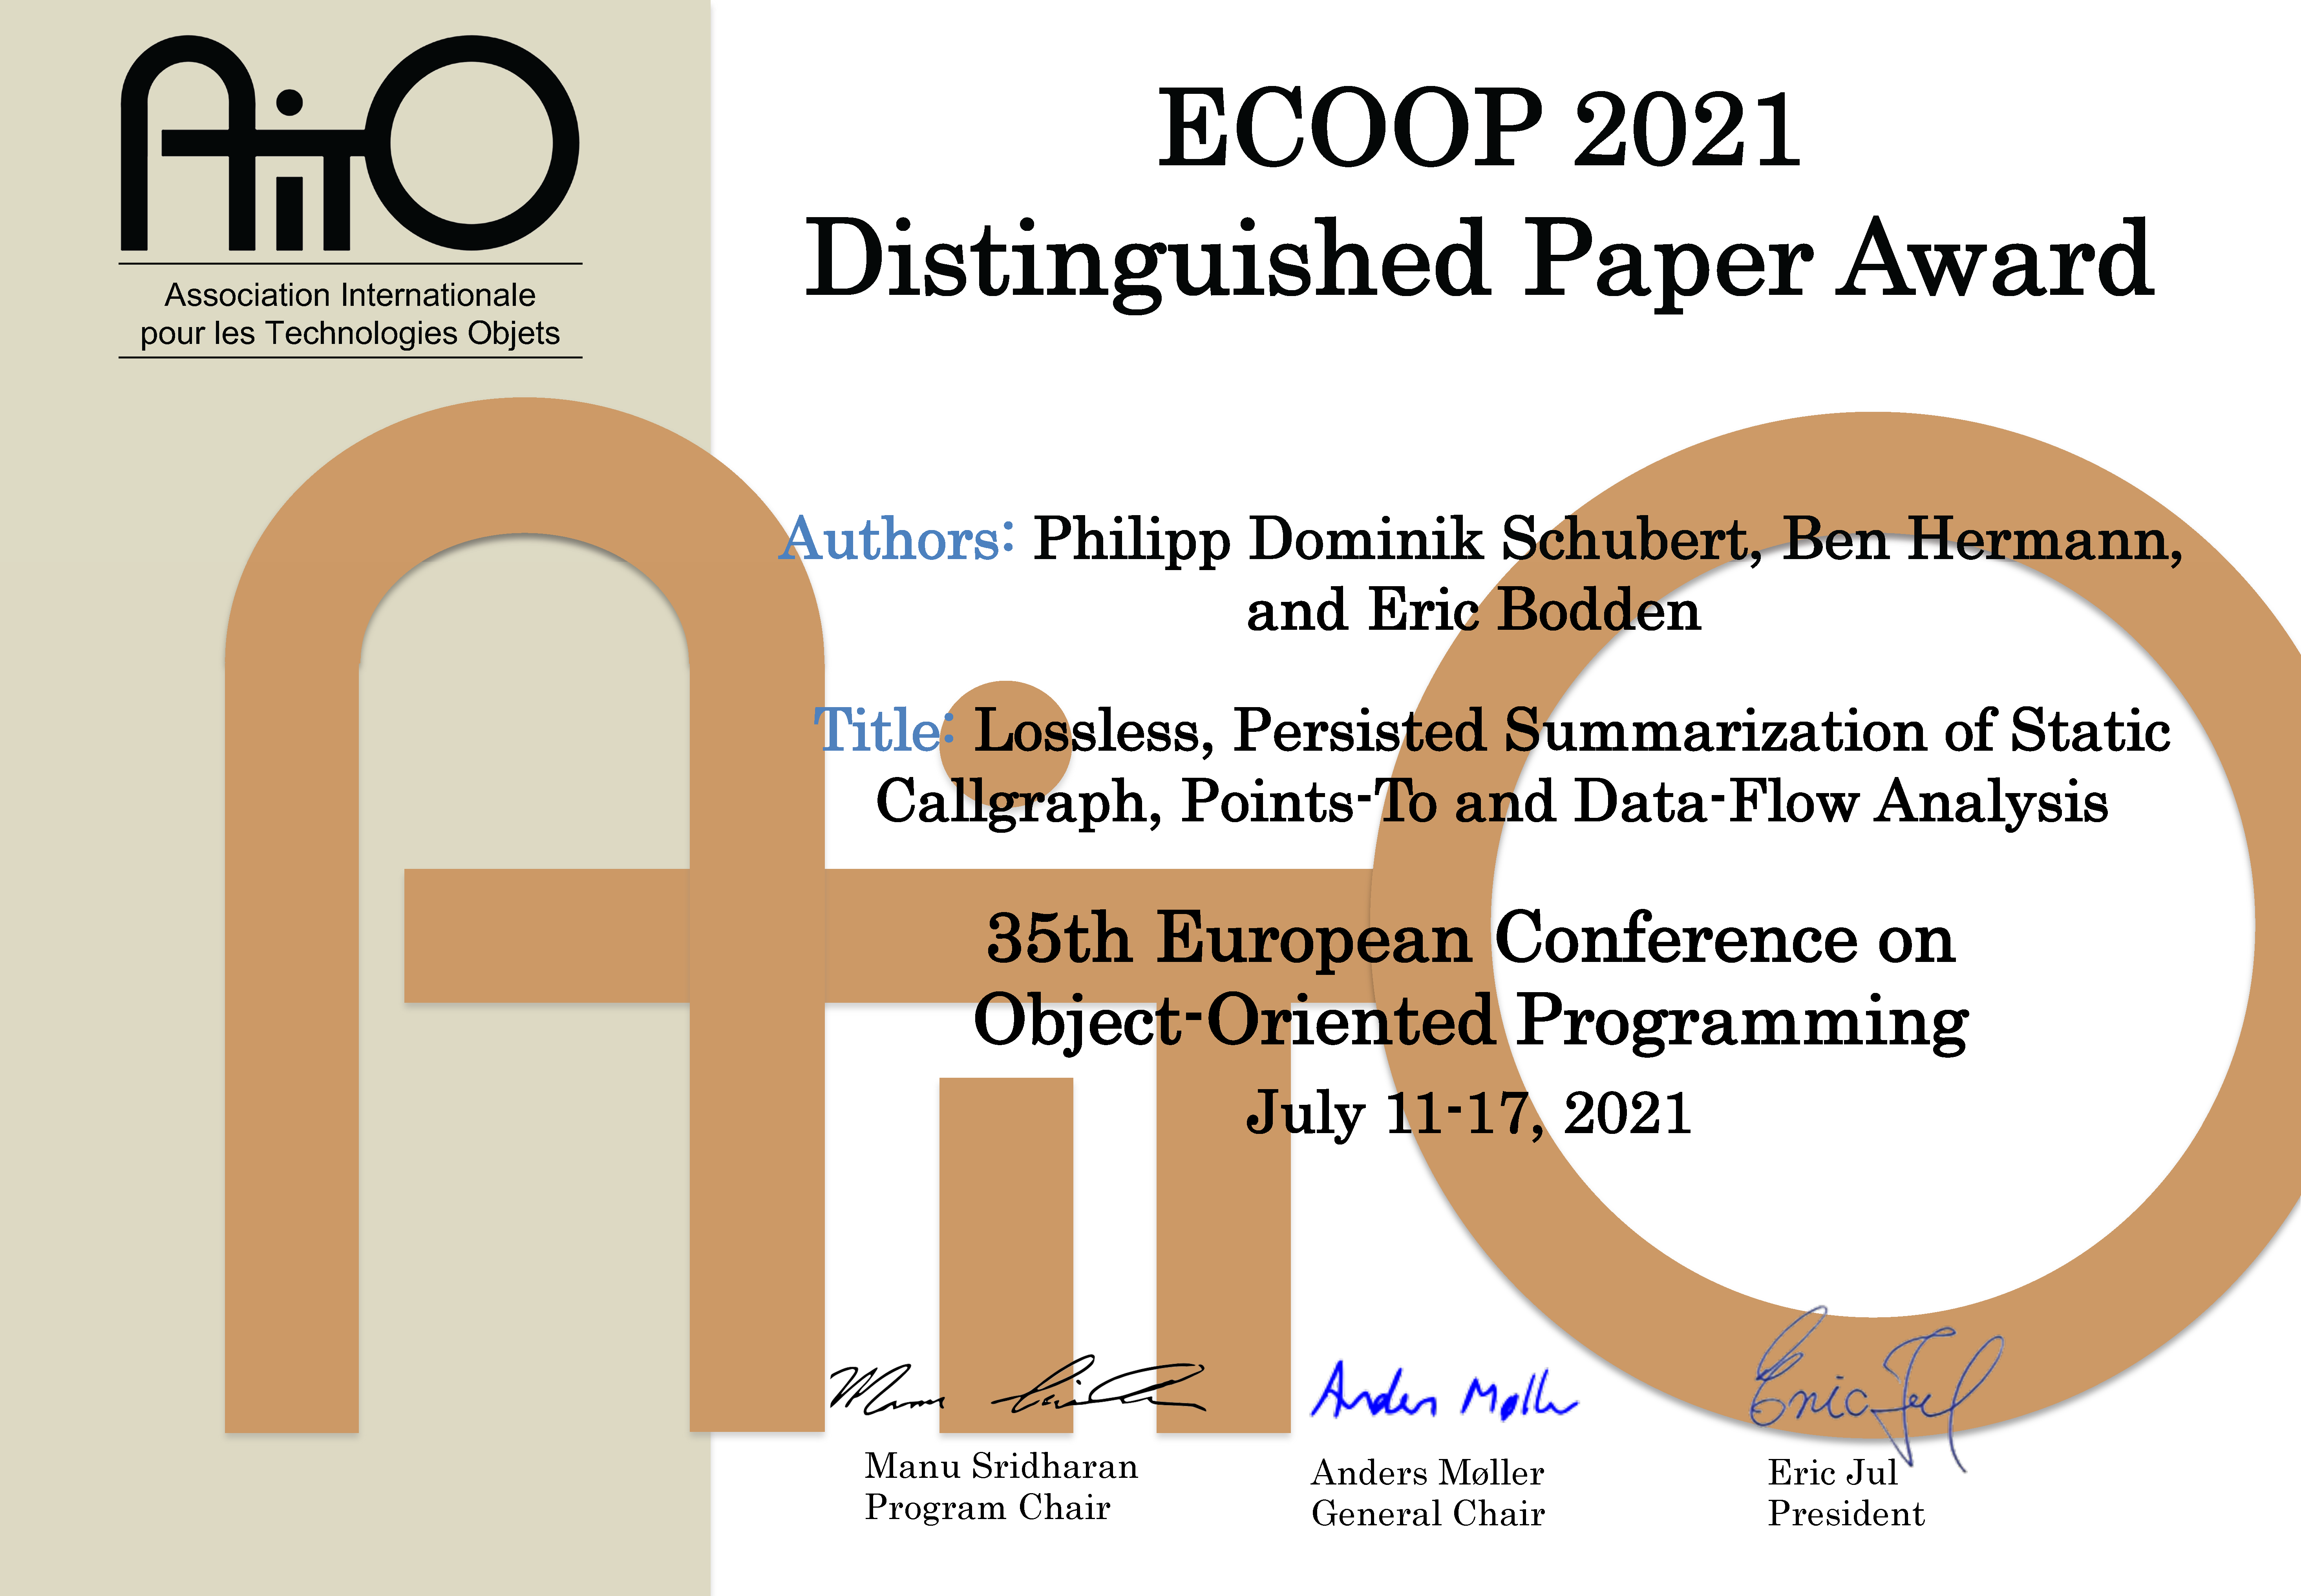 AiTO
Association Internationale
pour les Technologies Objets
ECOOP 2021
Distinguished Paper Award
Authors: Philipp Dominik Schubert, Ben Hermann,
and Eric Bodden
Title: Lossless, Persisted Summarization of Static
Callgraph, Points-To and Data-Flow Analysis
35th European Conference on
Object-Oriented Programming
July 11-17, 2021
Anders Møller
Eric Jul
Manu Sridharan
Program Chair
Anders Møller
General Chair
Eric Jul
President